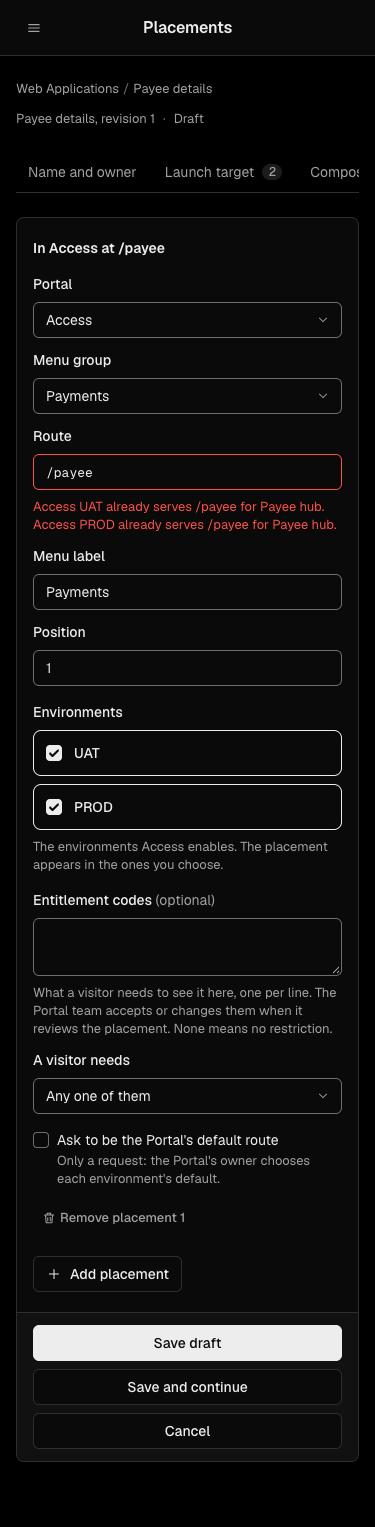 Placements
Web Applications / Payee details
Payee details, revision 1 · Draft
Name and owner
Launch target 2
Compos
In Access at /payee
Portal
Access
Menu group
Payments
Route
/payee
Access UAT already serves /payee for Payee hub.
Access PROD already serves /payee for Payee hub.
Menu label
Payments
Position
1
Environments
UAT
PROD
The environments Access enables. The placement
appears in the ones you choose.
Entitlement codes (optional)
What a visitor needs to see it here, one per line. The
Portal team accepts or changes them when it
reviews the placement. None means no restriction.
A visitor needs
Any one of them
Ask to be the Portal's default route
Only a request: the Portal's owner chooses
each environment's default.
Remove placement 1
Add placement
Save draft
Save and continue
Cancel